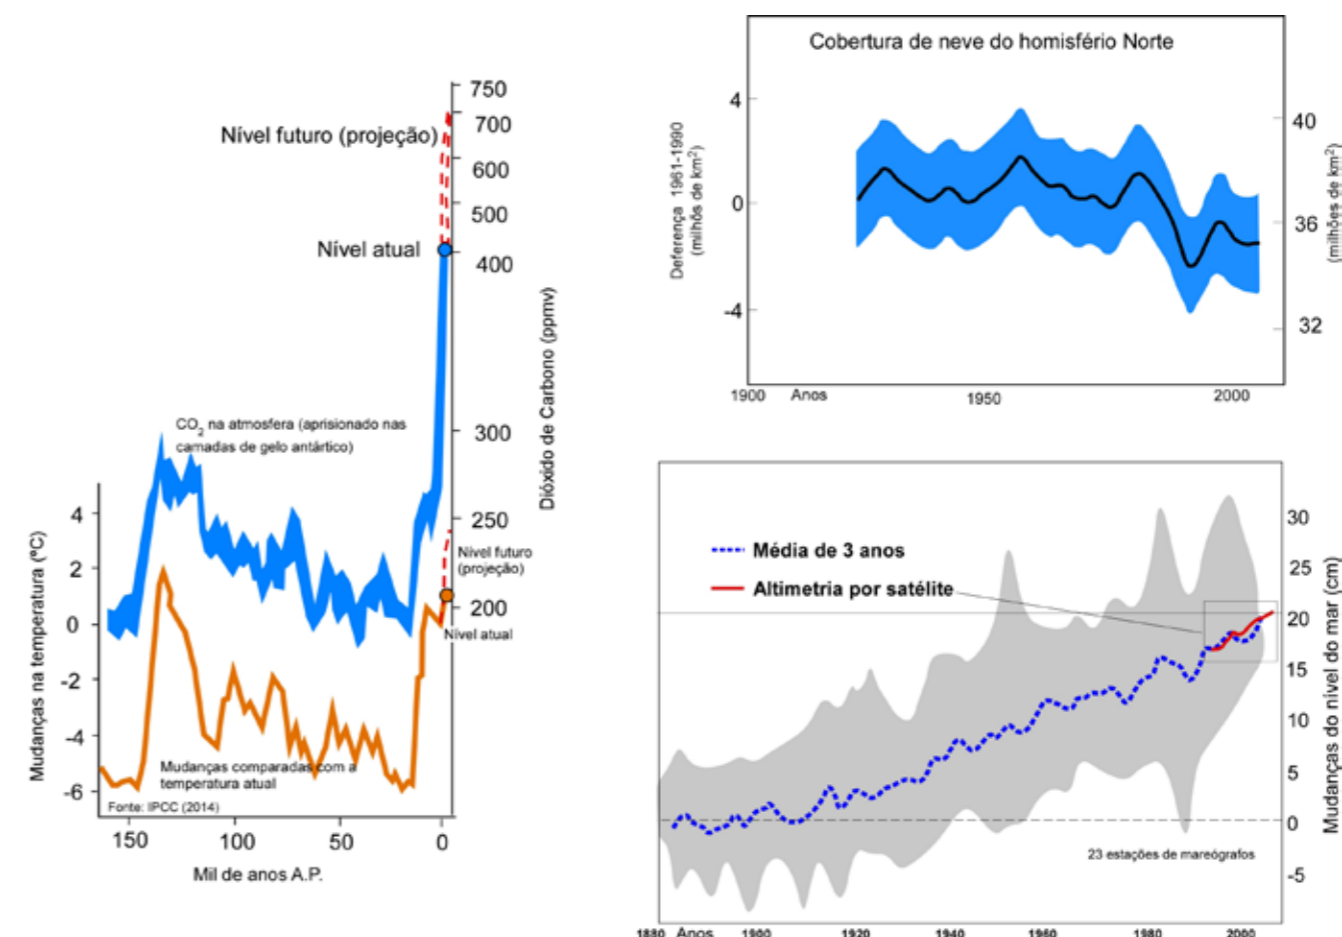 750
700
Nível futuro (projeção)
600
500
Nível atual
400
Dióxido de Carbono (ppmv)
CO2 na atmosfera (aprisionado nas
camadas de gelo antártico)
300
250
Nível futuro
(projeção)
200
Nível atual
Mudanças na temperatura (ºC)
4
2
0
-2
-4
-6
Mudanças comparadas com a
temperatura atual
Fonte: IPCC (2014)
150
100
50
0
Mil de anos A.P.
Cobertura de neve do homisfério Norte
Deferença 1961-1990
(milhôs de km2)
4
0
-4
40
36
32
(milhões de km2)
1900
Anos
1950
2000
Média de 3 anos
Altimetria por satélite
30
25
20
15
10
5
0
-5
Mudanças do nível do mar (cm)
23 estações de mareógrafos
1880
Anos
1900
1920
1940
1960
1980
2000